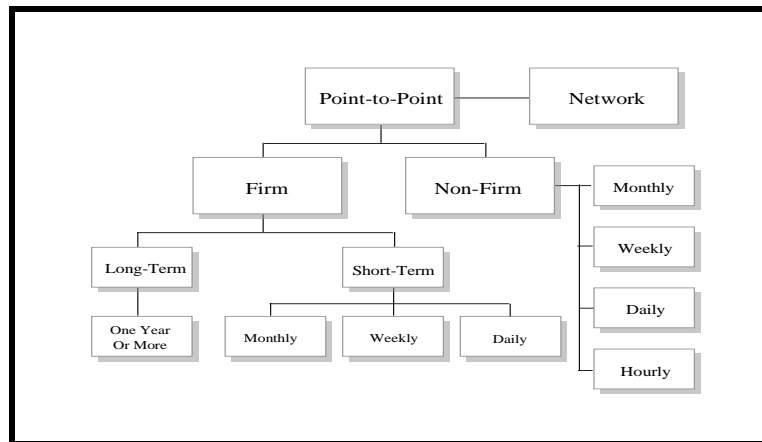 Point-to-Point
Network
Firm
Non-Firm
Monthly
Weekly
Daily
Hourly
Long-Term
Short-Term
One Year
Or More
Monthly
Weekly
Daily